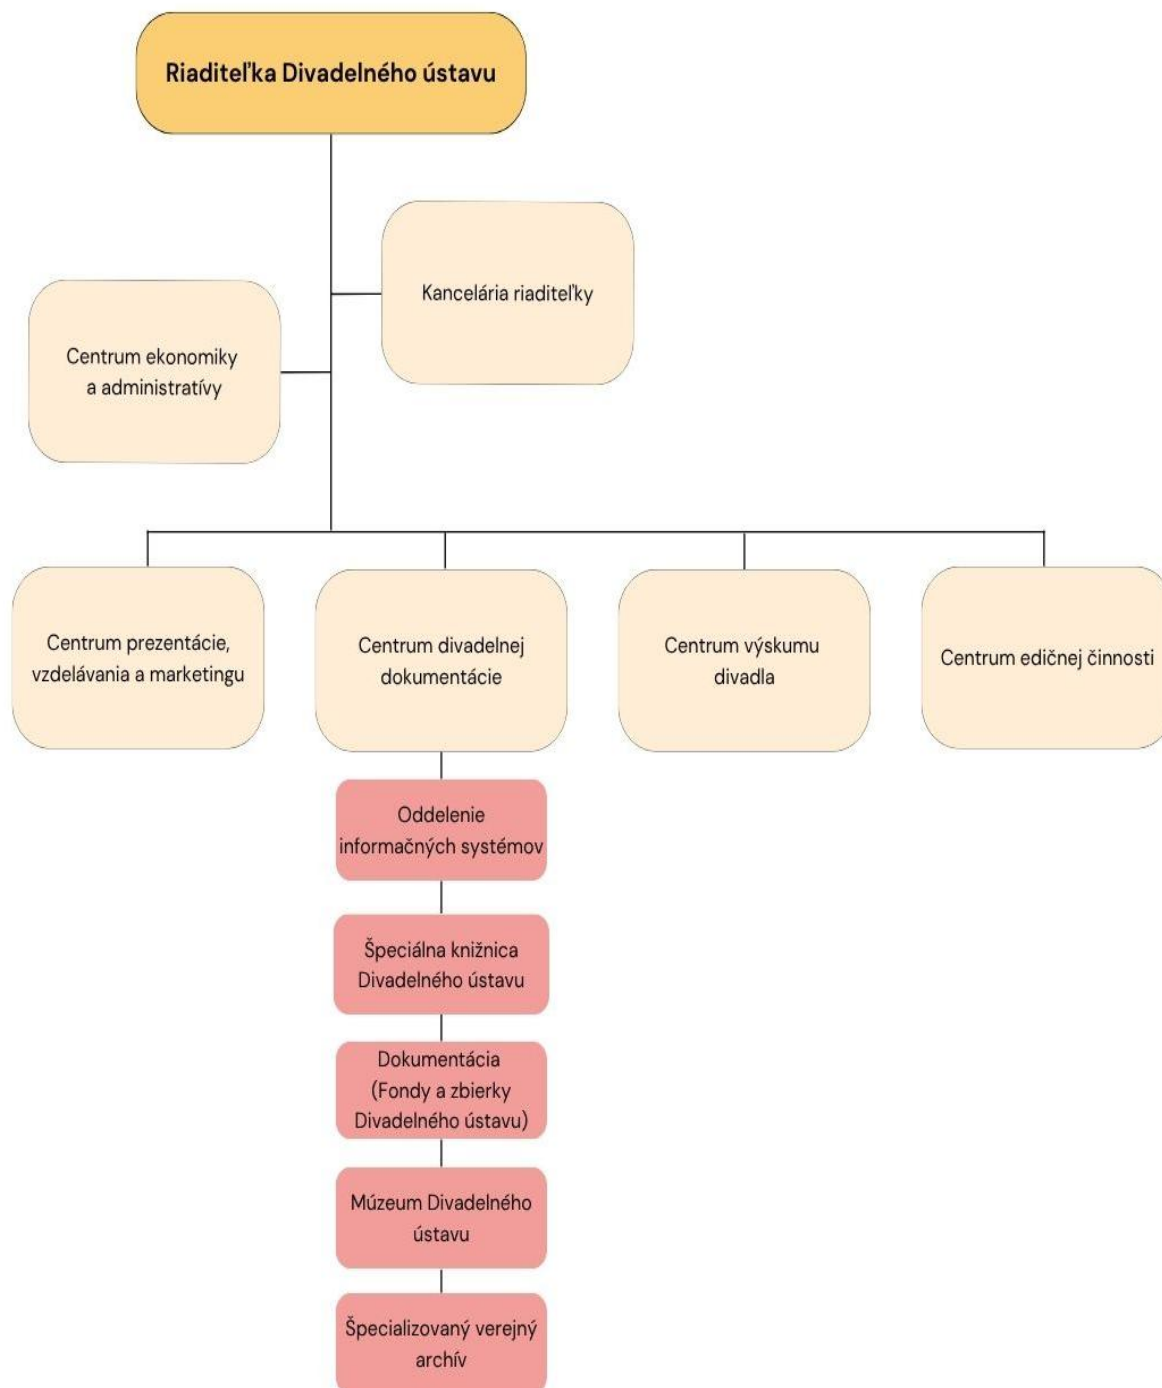 Riaditeľka Divadelného ústavu
Kancelária riaditeľky
Centrum ekonomiky
a administratívy
Centrum prezentácie,
vzdelávania a marketingu
Centrum divadelnej
dokumentácie
Centrum výskumu
divadla
Centrum edičnej činnosti
Oddelenie
informačných systémov
Špeciálna knižnica
Divadelného ústavu
Dokumentácia
(Fondy a zbierky
Divadelného ústavu)
Múzeum Divadelného
ústavu
Špecializovaný verejný
archív